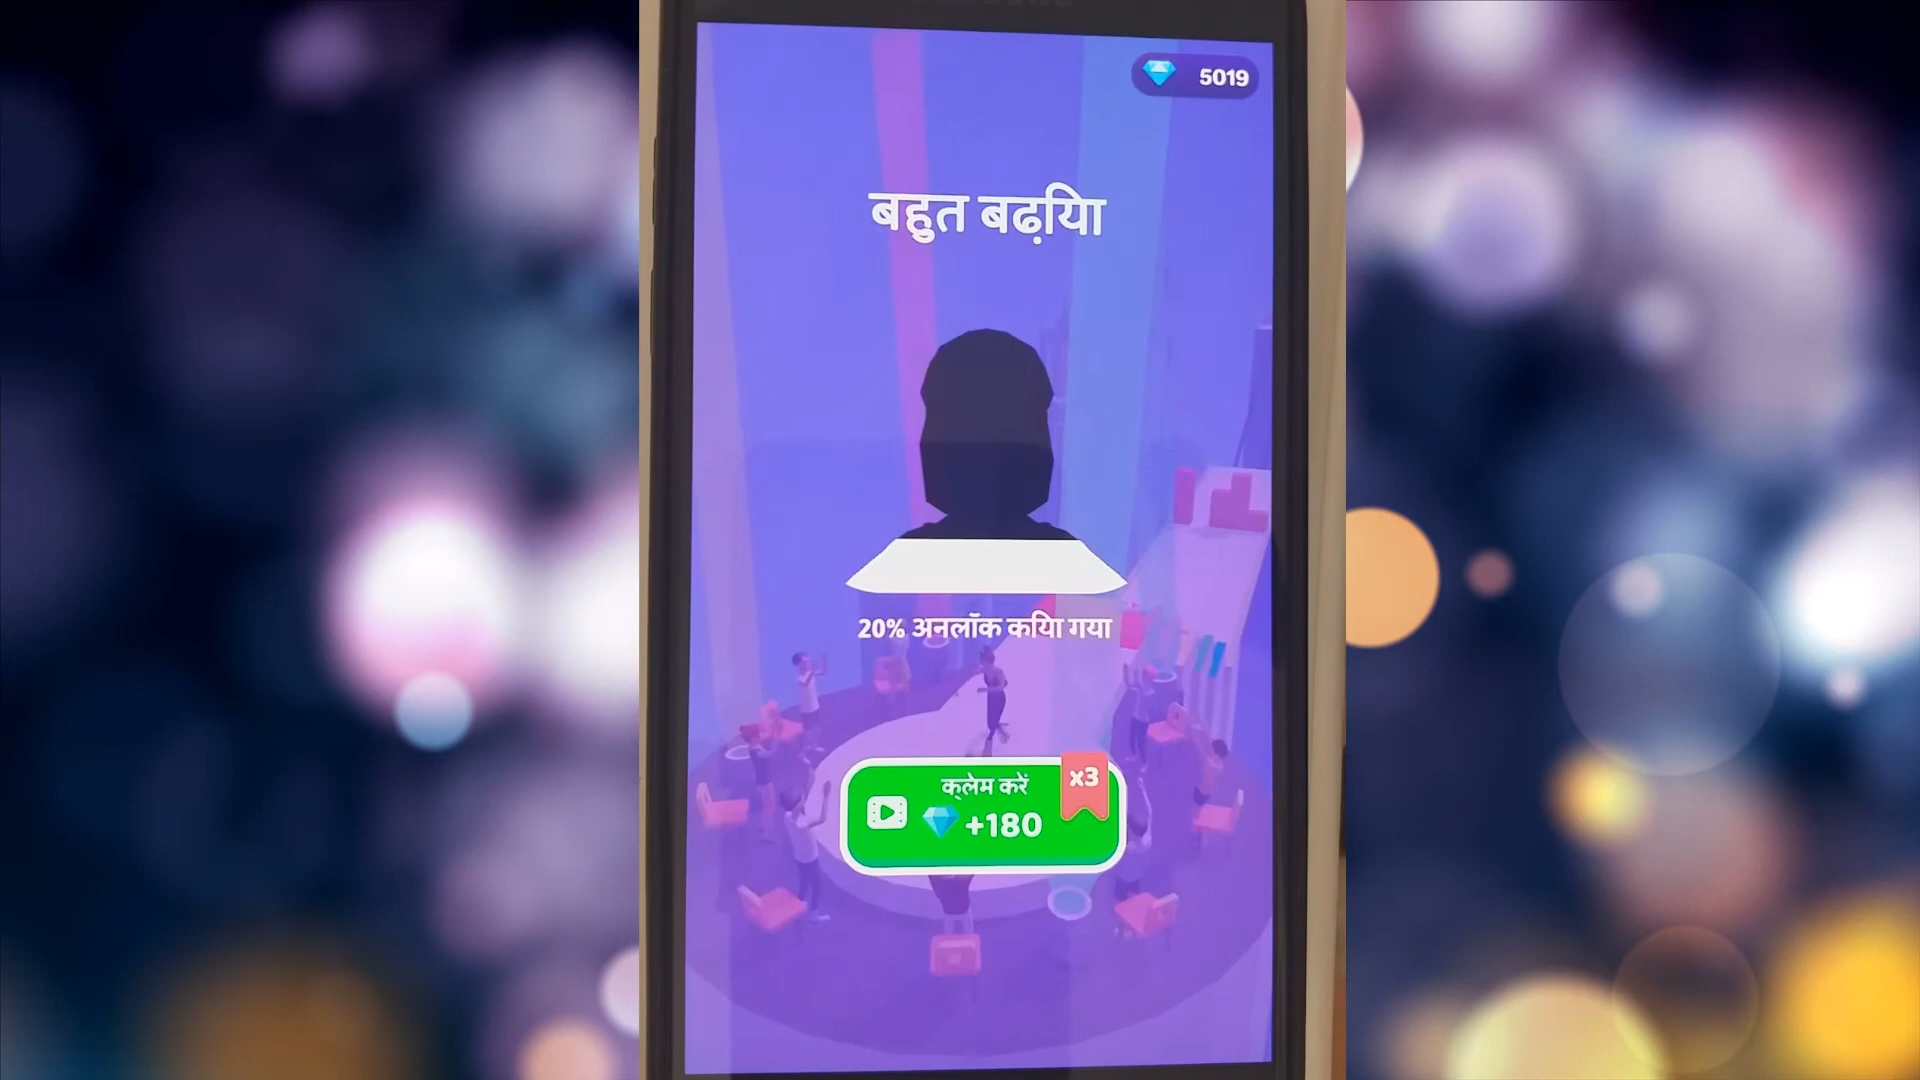 5019
बहुत बढ़िया
20% अनलॉक किया गया
क्लेम करें
x3
+180